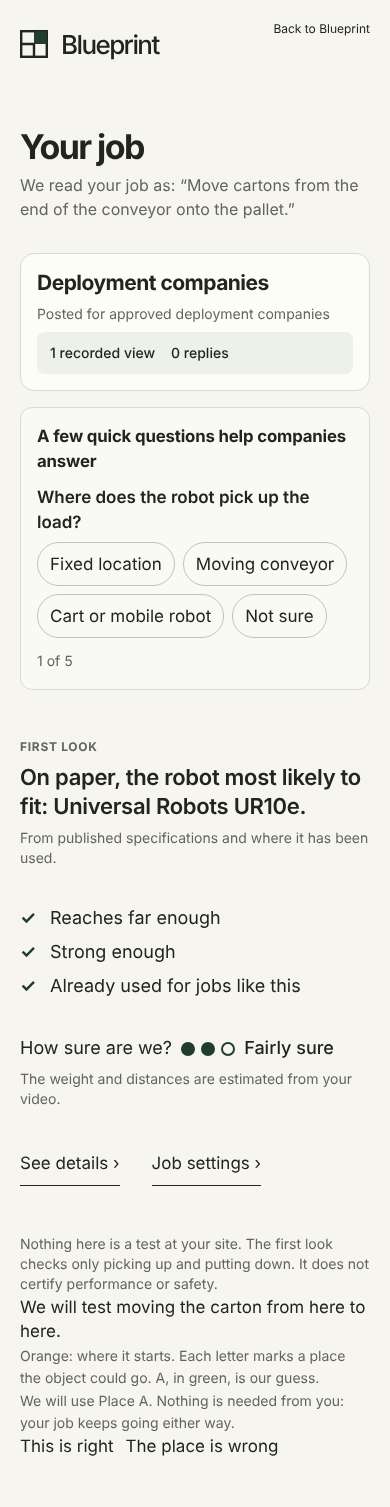 Blueprint
Back to Blueprint
Your job
We read your job as: “Move cartons from the
end of the conveyor onto the pallet.”
Deployment companies
Posted for approved deployment companies
1 recorded view 0 replies
A few quick questions help companies
answer
Where does the robot pick up the
load?
Fixed location
Moving conveyor
Cart or mobile robot
Not sure
1 of 5
FIRST LOOK
On paper, the robot most likely to
fit: Universal Robots UR10e.
From published specifications and where it has been
used.
Reaches far enough
Strong enough
Already used for jobs like this
How sure are we? Fairly sure
The weight and distances are estimated from your
video.
See details ›
Job settings ›
Nothing here is a test at your site. The first look
checks only picking up and putting down. It does not
certify performance or safety.
We will test moving the carton from here to
here.
Orange: where it starts. Each letter marks a place
the object could go. A, in green, is our guess.
We will use Place A. Nothing is needed from you:
your job keeps going either way.
This is right The place is wrong